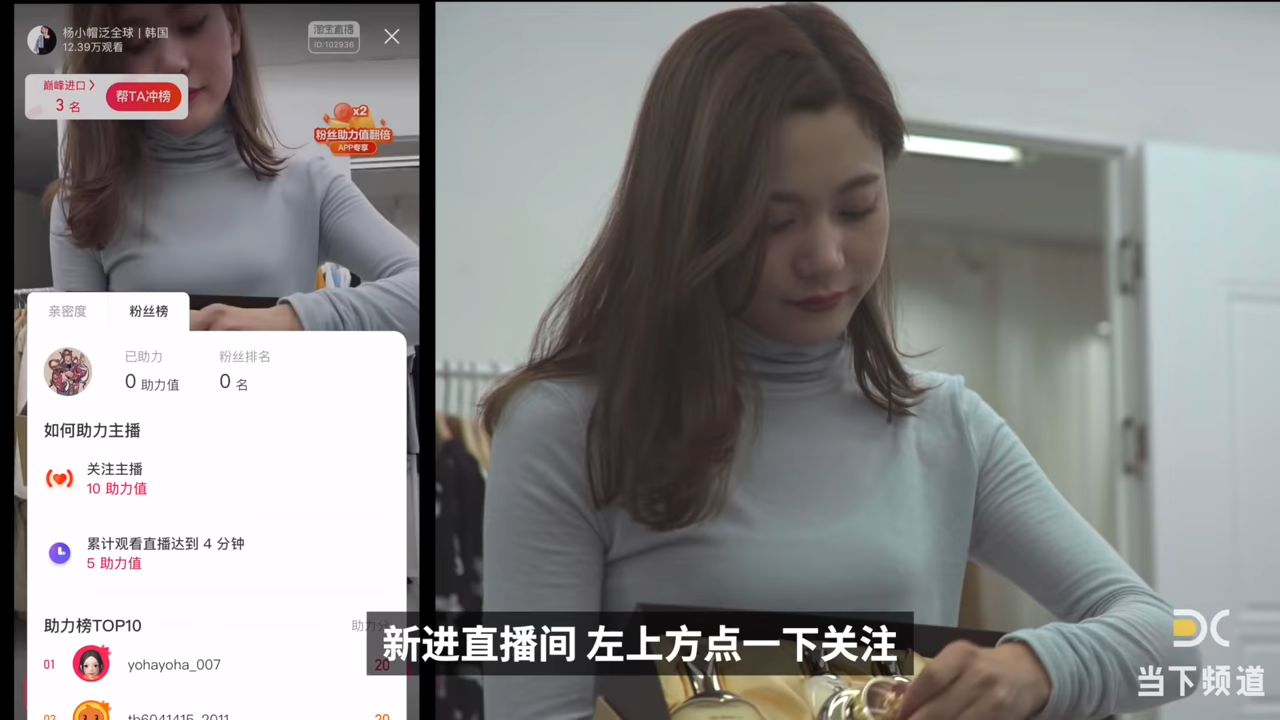 杨小帽泛全球 | 韩国
12.39万观看
淘宝直播
ID:102936
巅峰进口
3 名
帮TA冲榜
x2
粉丝助力值翻倍
APP专享
亲密度
粉丝榜
已助力
粉丝排名
0 助力值
0 名
如何助力主播
关注主播
10 助力值
累计观看直播达到 4 分钟
5 助力值
助力榜TOP10
助力分
01 yohayoha_007 20
02 tb6041415_2011 20
新进直播间 左上方点一下关注
DC
当下频道